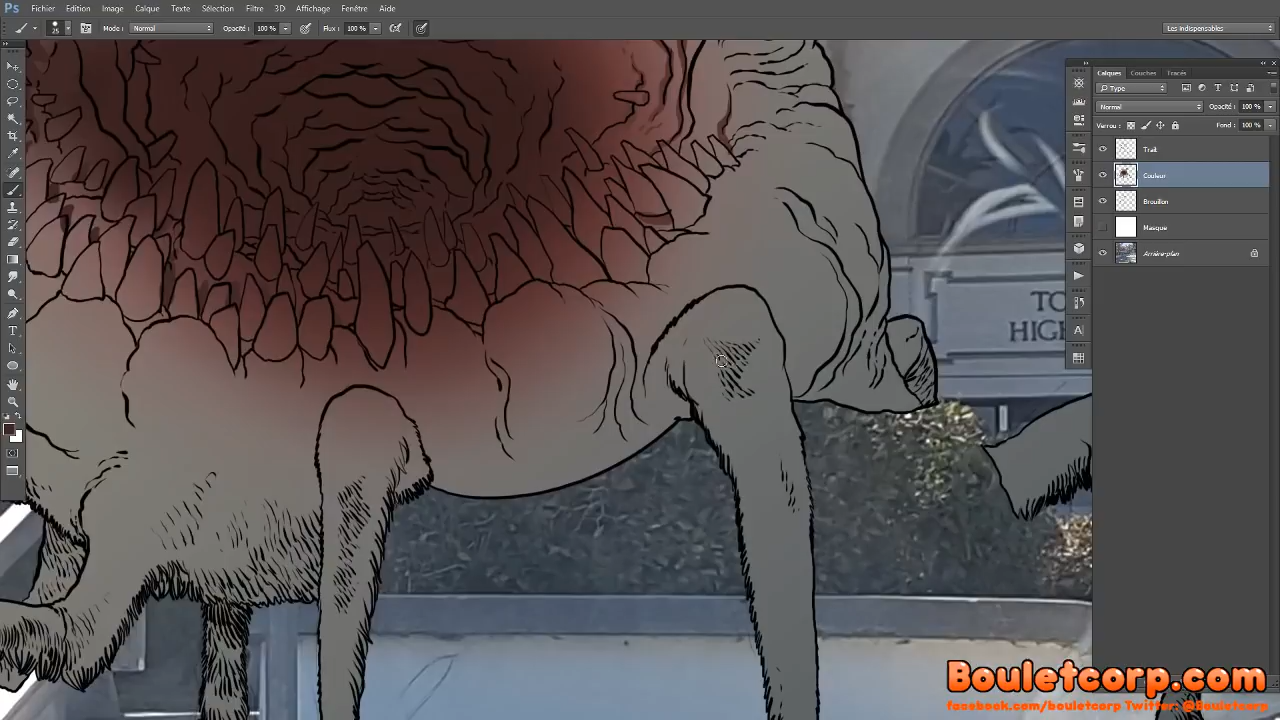 Ps Fichier Edition Image Calque Texte Sélection Filtre 3D Affichage Fenêtre Aide
25 Mode : Normal Opacité : 100 % Flux : 100 % Les indispensables
Calques Couches Tracés
Type
Normal Opacité : 100 %
Verrou : Fond : 100 %
Trait
Couleur
Brouillon
Masque
Arrière-plan
TO
HIGH
Bouletcorp.com
facebook.com/bouletcorp Twitter: @Bouletcorp